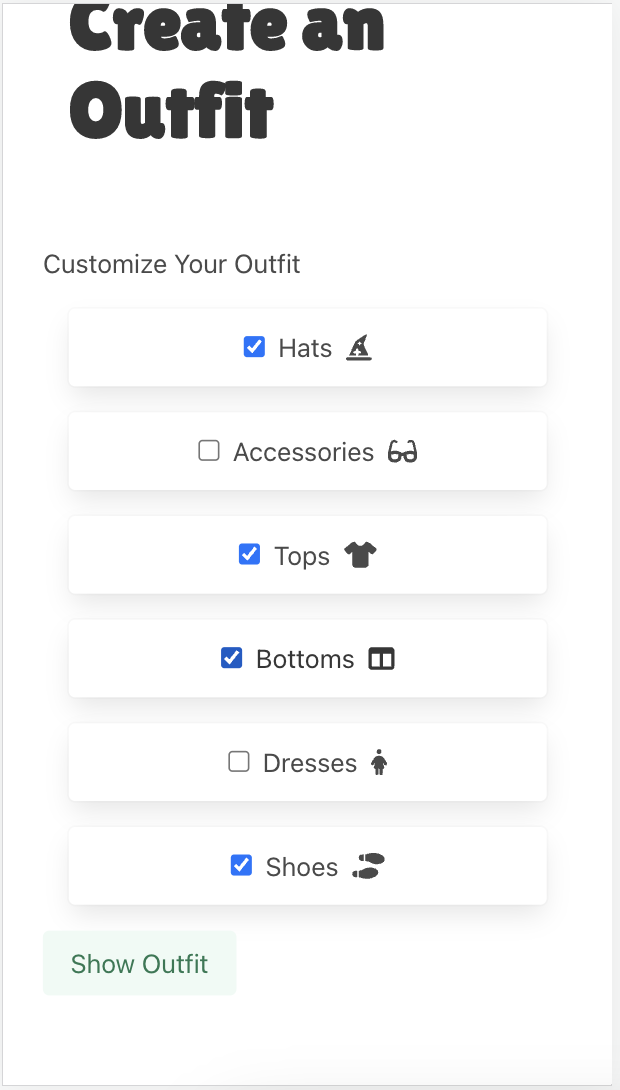 Create an
Outfit
Customize Your Outfit
Hats
Accessories
Tops
Bottoms
Dresses
Shoes
Show Outfit